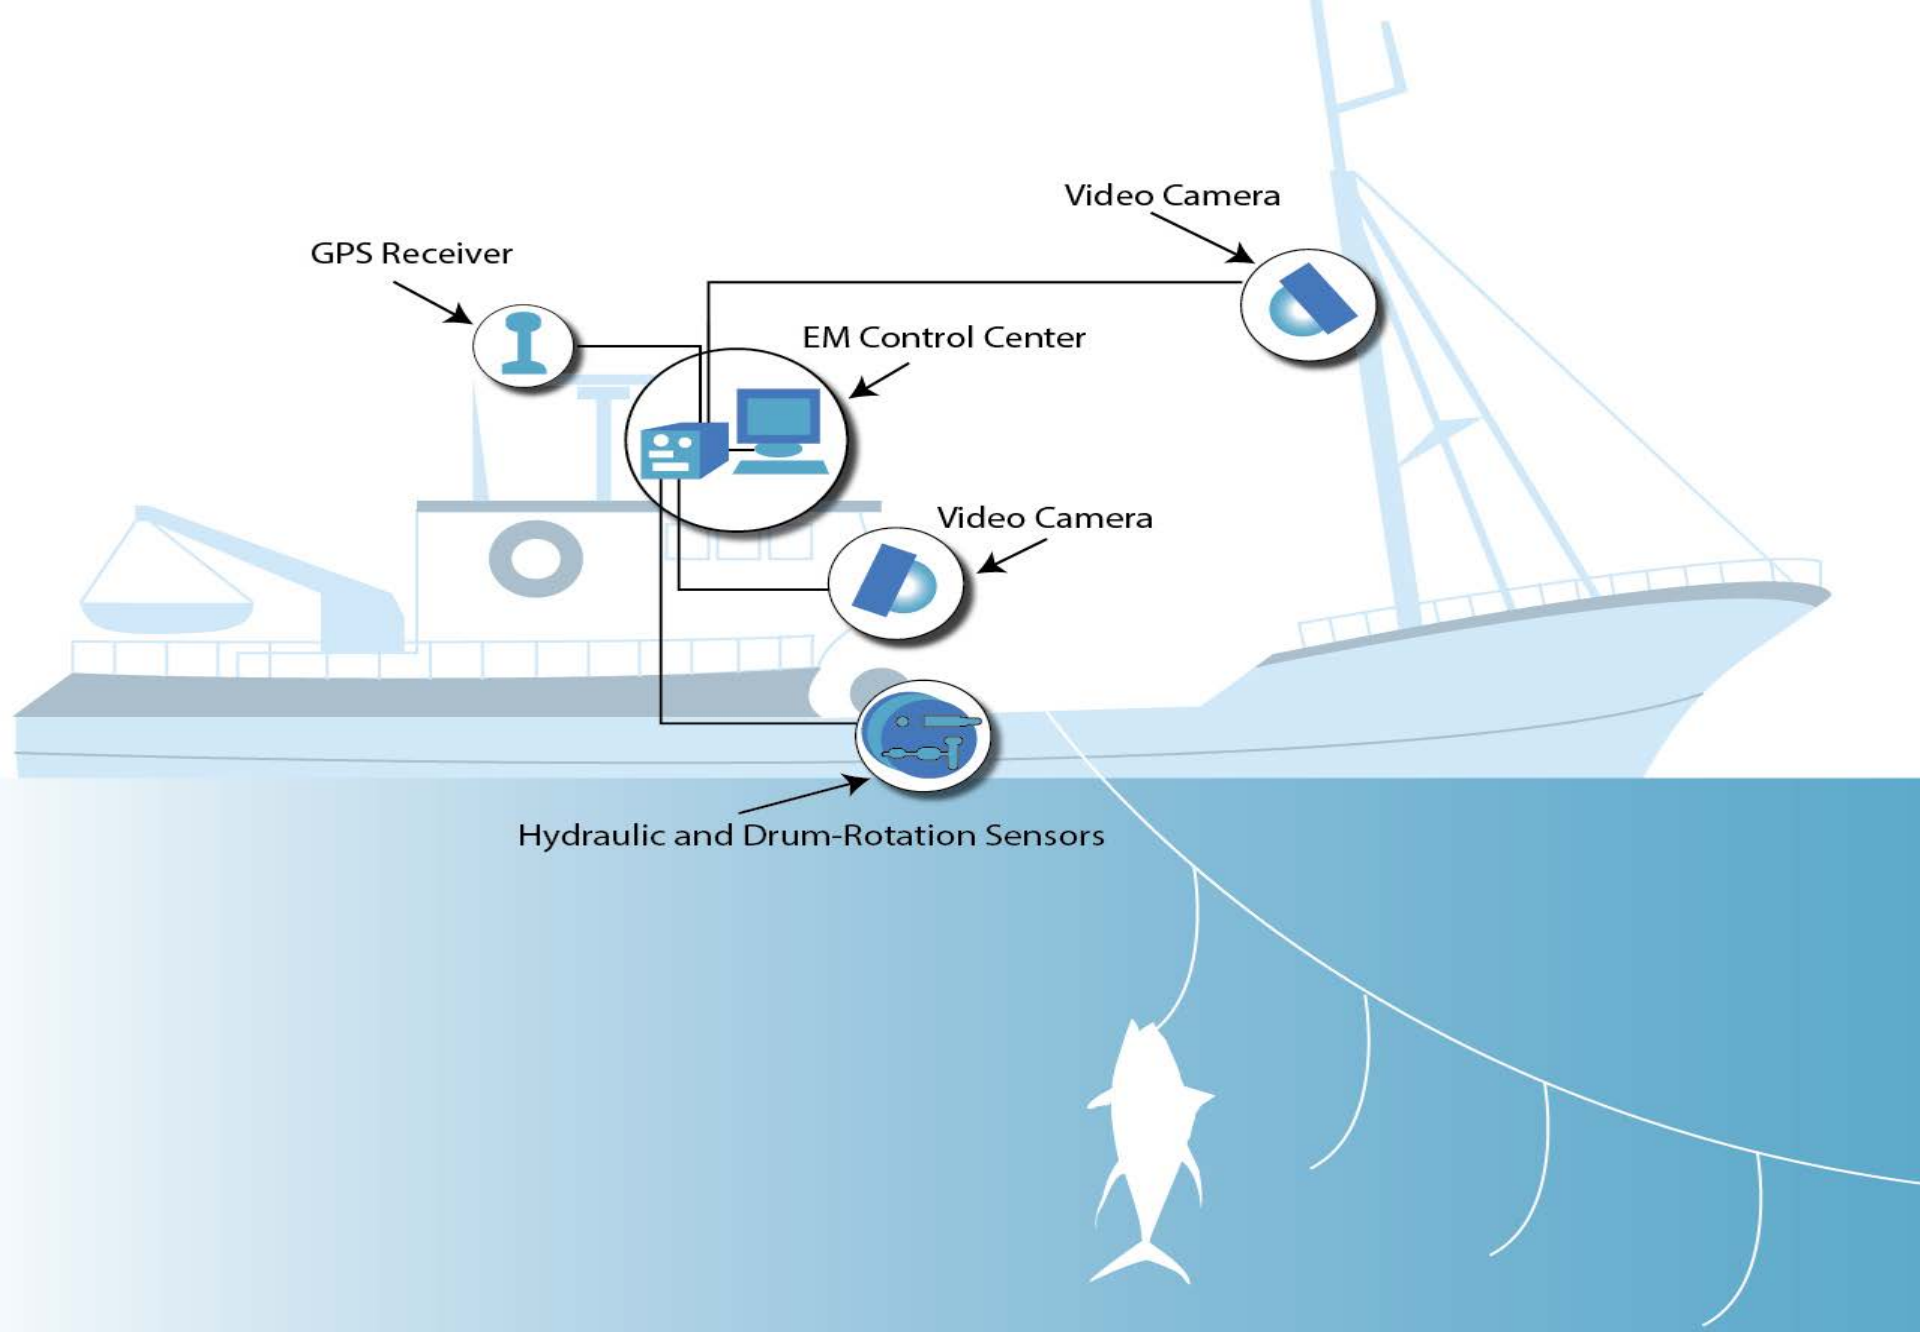 Video Camera
GPS Receiver
EM Control Center
Video Camera
Hydraulic and Drum-Rotation Sensors